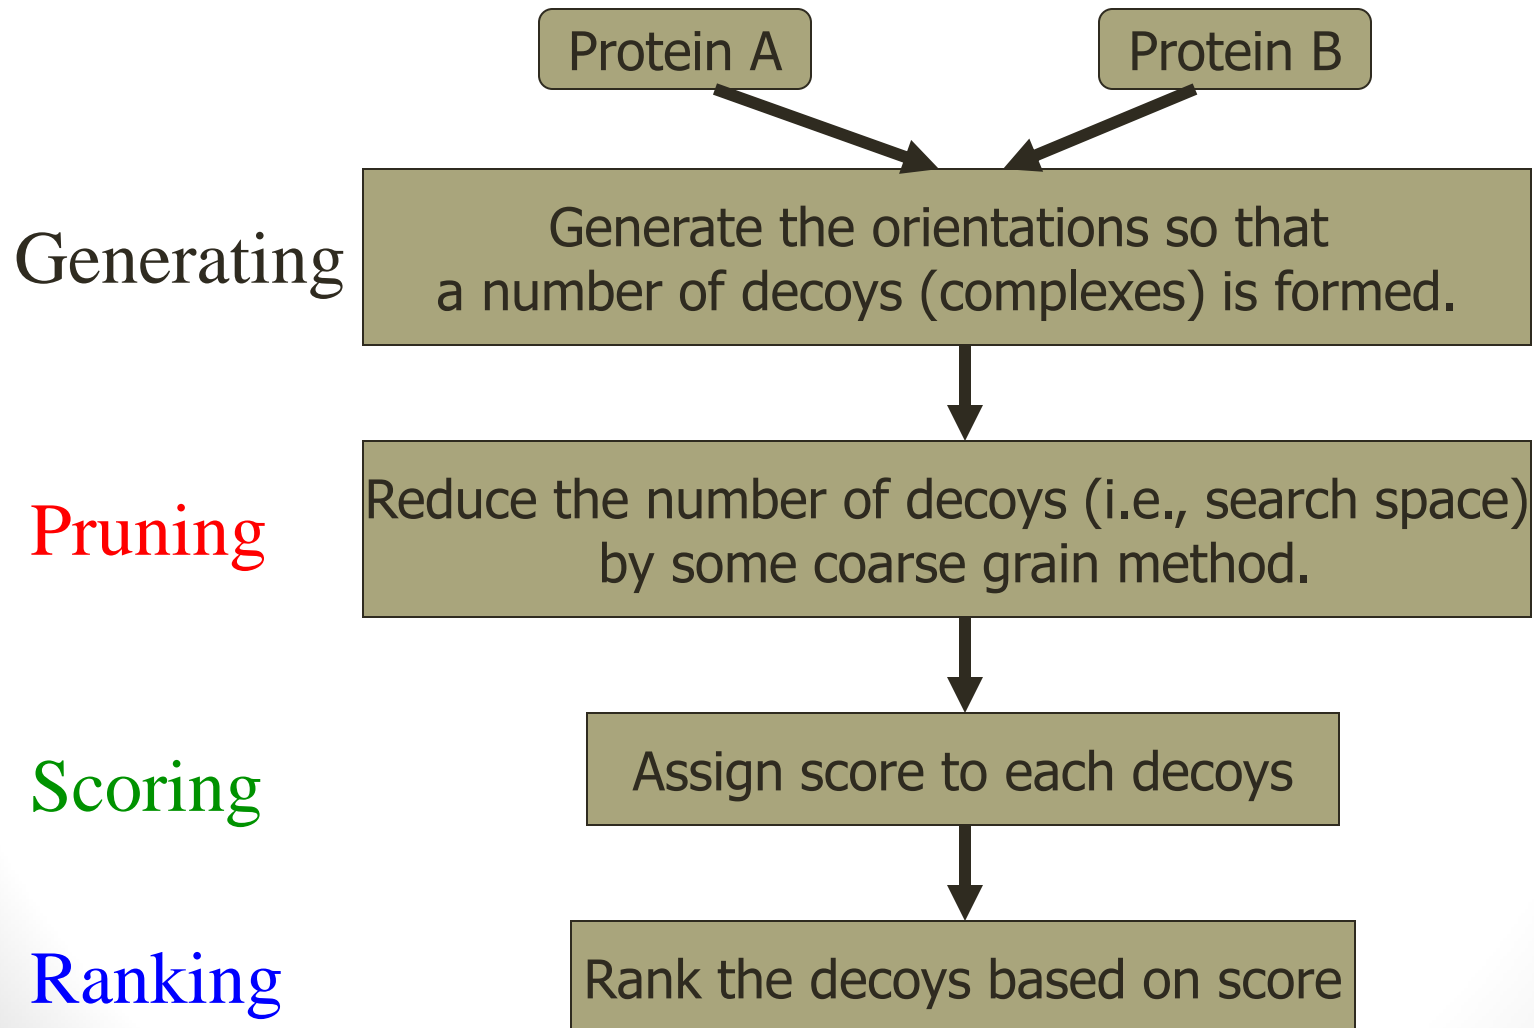 Protein A
Protein B
Generating
Generate the orientations so that
a number of decoys (complexes) is formed.
Pruning
Reduce the number of decoys (i.e., search space)
by some coarse grain method.
Scoring
Assign score to each decoys
Ranking
Rank the decoys based on score